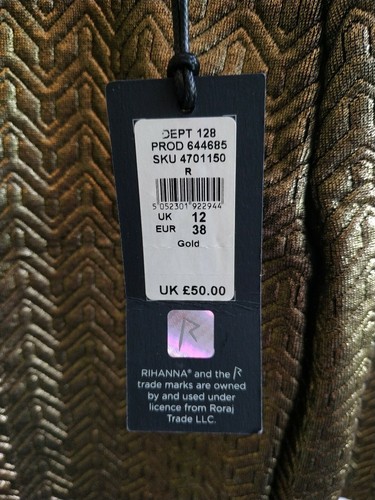 DEPT 128
PROD 644685
SKU 4701150
R
5 052301 922944
UK 12
EUR 38
Gold
UK £50.00
R
RIHANNA® and the R
trade marks are owned
by and used under
licence from Roraj
Trade LLC.